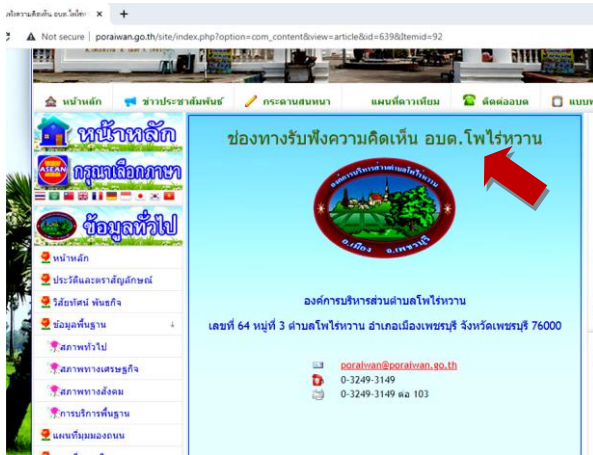 ฟังความคิดเห็น อบต.โพไร่ห
Not secure | poraiwan.go.th/site/index.php?option=com_content&view=article&id=639&Itemid=92
หน้าหลัก ข่าวประชาสัมพันธ์ กระดานสนทนา แผนที่ดาวเทียม ติดต่ออบต แบบฟ
หน้าหลัก
ASEAN กรุณาเลือกภาษา
ข้อมูลทั่วไป
หน้าหลัก
ประวัติและตราสัญลักษณ์
วิสัยทัศน์ พันธกิจ
ข้อมูลพื้นฐาน
สภาพทั่วไป
สภาพทางเศรษฐกิจ
สภาพทางสังคม
การบริการพื้นฐาน
แผนที่มุมมองถนน
ช่องทางรับฟังความคิดเห็น อบต.โพไร่หวาน
องค์การบริหารส่วนตำบลโพไร่หวาน
อ.เมือง จ.เพชรบุรี
องค์การบริหารส่วนตำบลโพไร่หวาน
เลขที่ 64 หมู่ที่ 3 ตำบลโพไร่หวาน อำเภอเมืองเพชรบุรี จังหวัดเพชรบุรี 76000
poraiwan@poraiwan.go.th
0-3249-3149
0-3249-3149 ต่อ 103